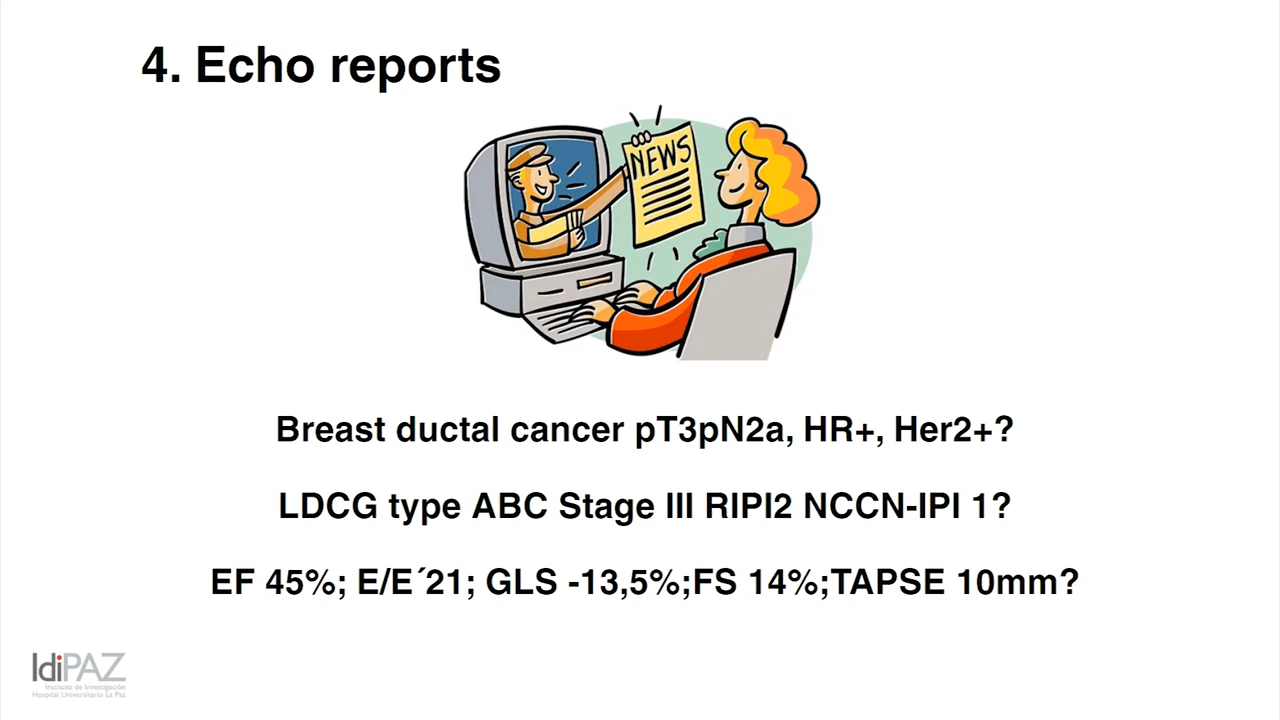 4. Echo reports
NEWS
Breast ductal cancer pT3pN2a, HR+, Her2+?
LDCG type ABC Stage III RIPI2 NCCN-IPI 1?
EF 45%; E/E´21; GLS -13,5%;FS 14%;TAPSE 10mm?
IdiPAZ
Instituto de Investigación
Hospital Universitario La Paz